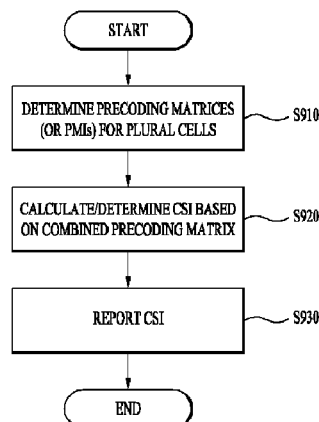 START
DETERMINE PRECODING MATRICES
(OR PMIs) FOR PLURAL CELLS
S910
CALCULATE/DETERMINE CSI BASED
ON COMBINED PRECODING MATRIX
S920
REPORT CSI
S930
END